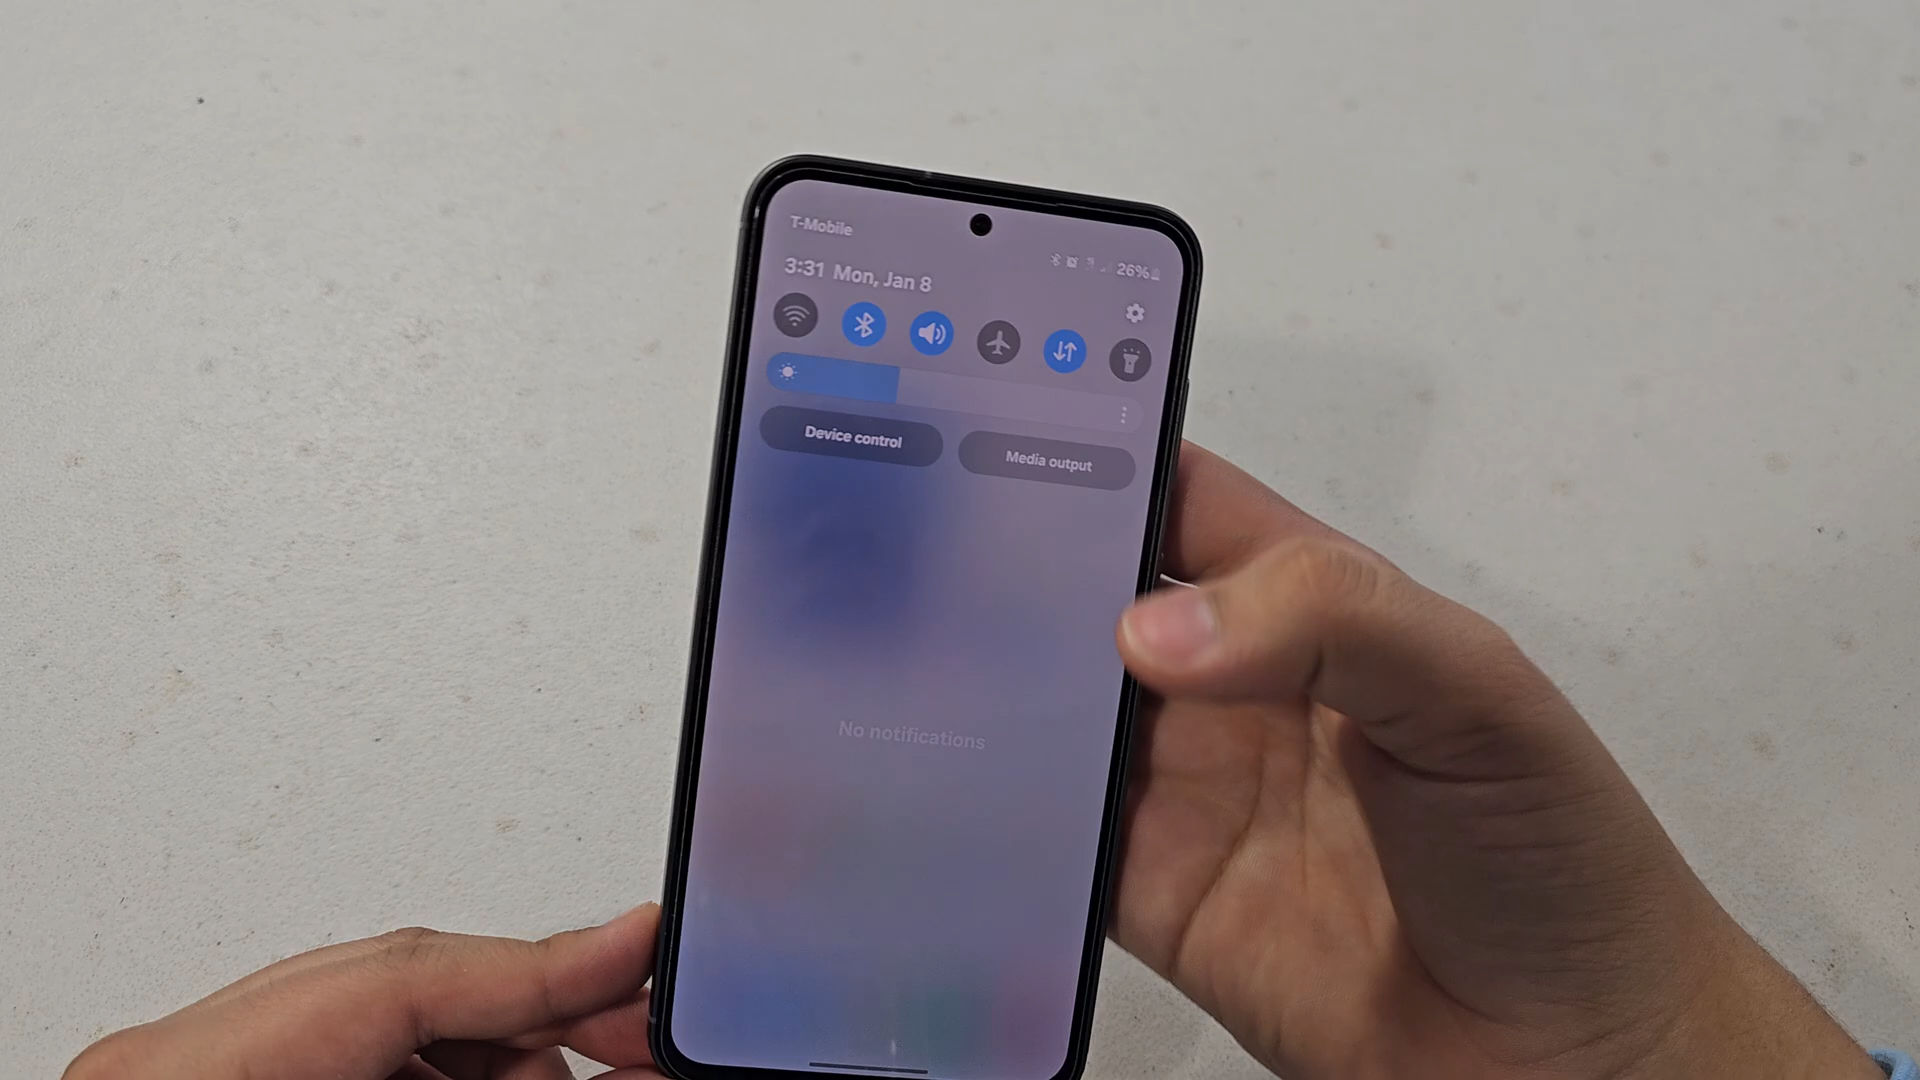 T-Mobile
26%
3:31 Mon, Jan 8
Device control
Media output
No notifications